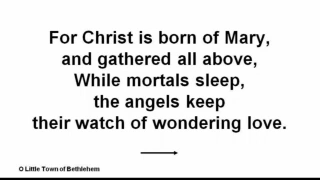 For Christ is born of Mary,
and gathered all above,
While mortals sleep,
the angels keep
their watch of wondering love.
O Little Town of Bethlehem